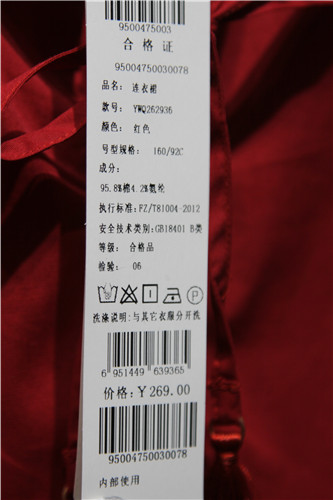 9500475003
合格证
95004750030078
品名: 连衣裙
款号: YWQ262936
颜色: 红色
号型规格: 160/92C
成分:
95.8%棉4.2%氨纶
执行标准:FZ/T81004-2012
安全技术类别:GB18401 B类
等级: 合格品
检验: 06
洗涤说明:与其它衣服分开洗
6 951449 639365
价格:￥269.00
95004750030078
内部使用